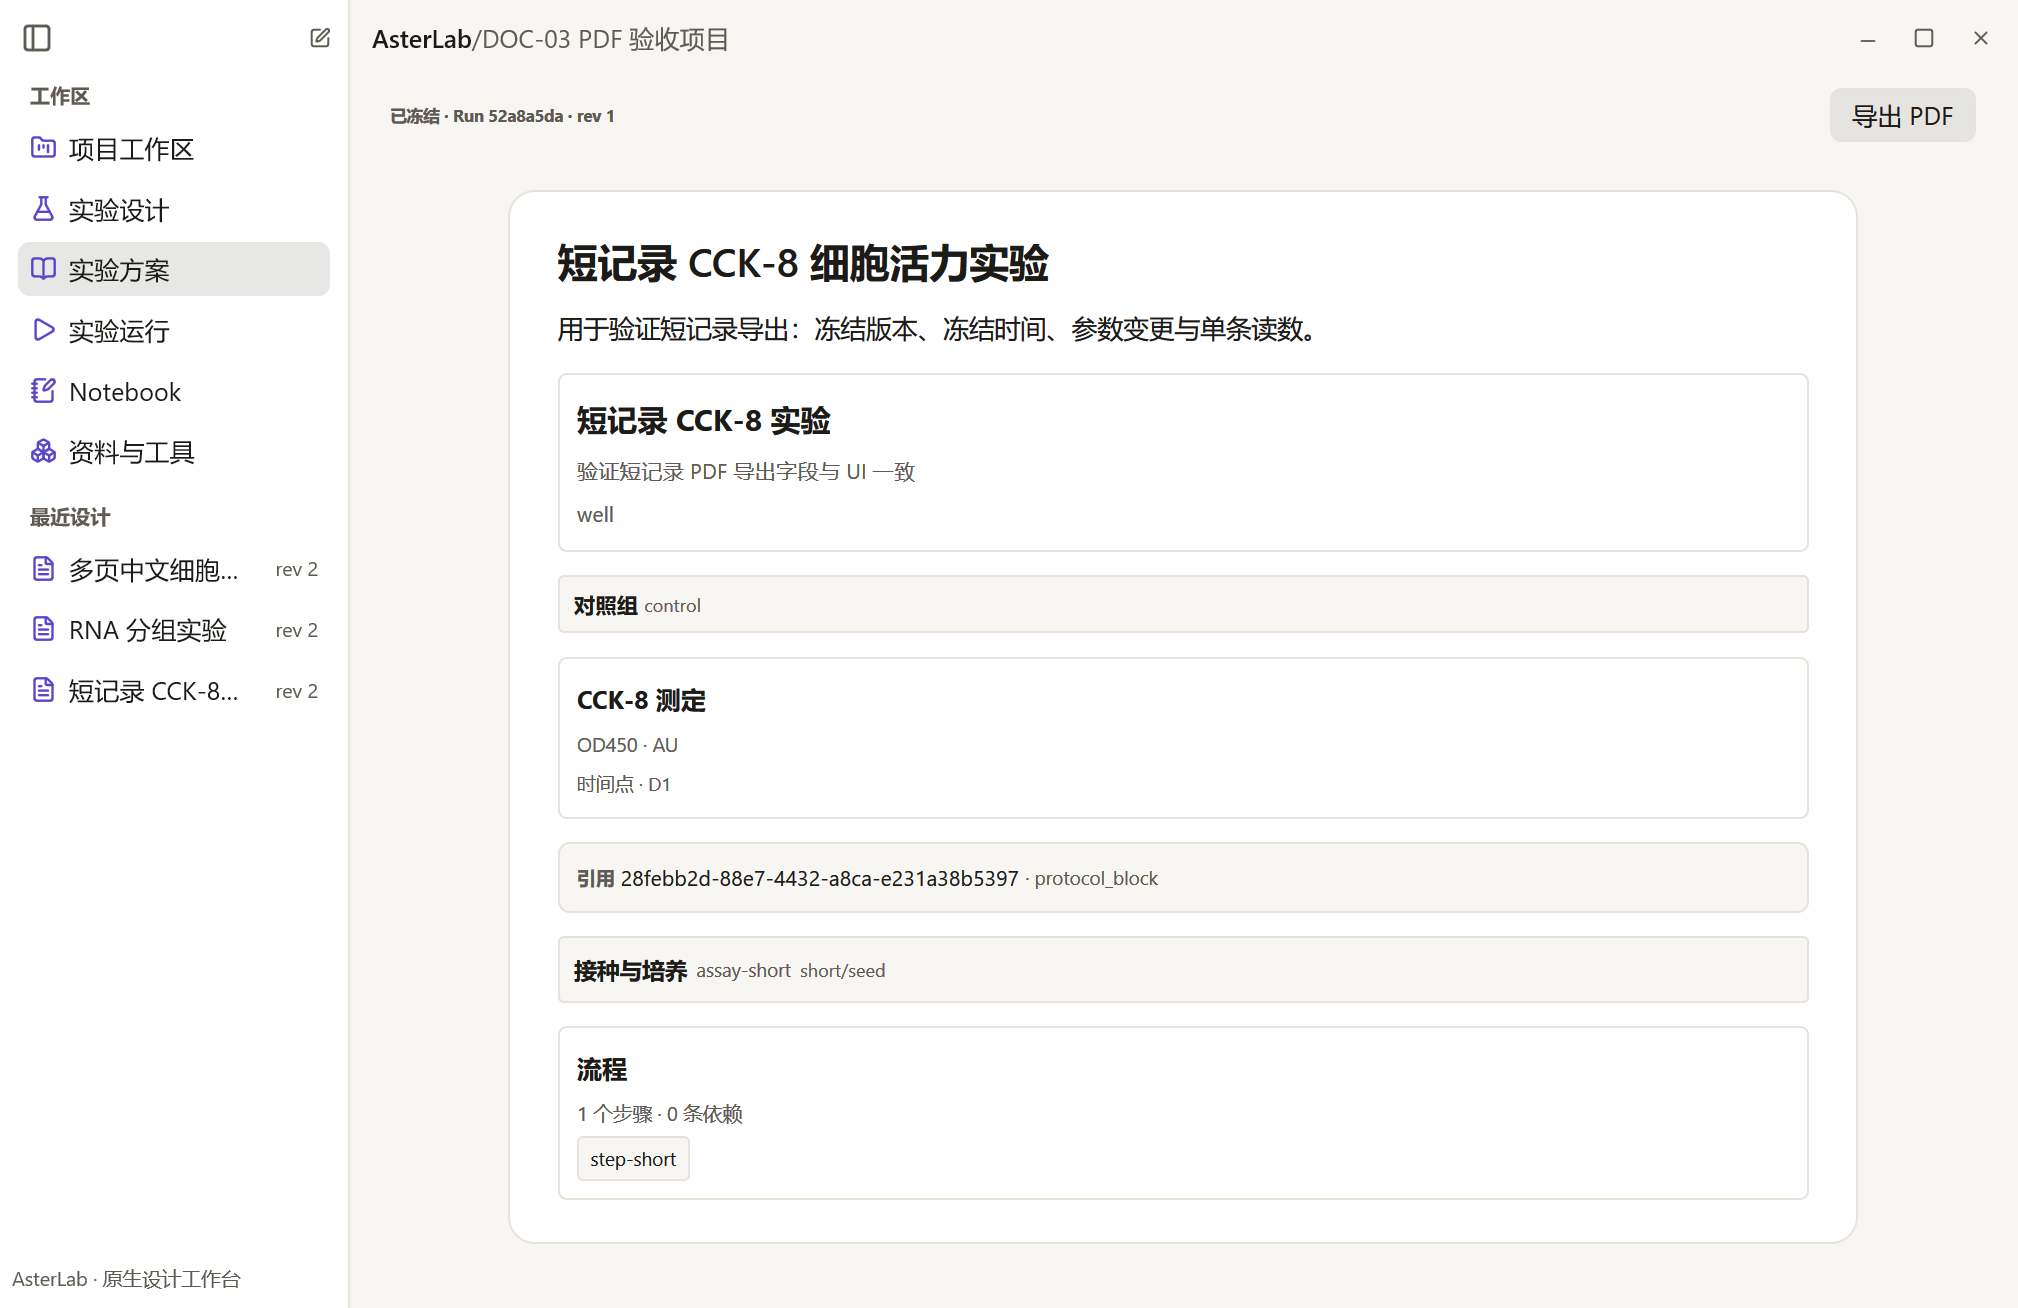 AsterLab/DOC-03 PDF 验收项目
工作区
项目工作区
实验设计
实验方案
实验运行
Notebook
资料与工具
最近设计
多页中文细胞... rev 2
RNA 分组实验 rev 2
短记录 CCK-8... rev 2
AsterLab · 原生设计工作台
已冻结 · Run 52a8a5da · rev 1
导出 PDF
短记录 CCK-8 细胞活力实验
用于验证短记录导出：冻结版本、冻结时间、参数变更与单条读数。
短记录 CCK-8 实验
验证短记录 PDF 导出字段与 UI 一致
well
对照组 control
CCK-8 测定
OD450 · AU
时间点 · D1
引用 28febb2d-88e7-4432-a8ca-e231a38b5397 · protocol_block
接种与培养 assay-short short/seed
流程
1 个步骤 · 0 条依赖
step-short